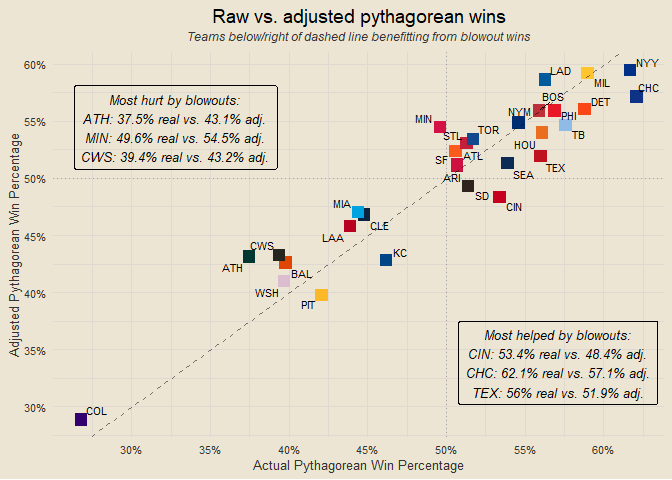 Raw vs. adjusted pythagorean wins
Teams below/right of dashed line benefitting from blowout wins
Adjusted Pythagorean Win Percentage
60%
55%
50%
45%
40%
35%
30%
Most hurt by blowouts:
ATH: 37.5% real vs. 43.1% adj.
MIN: 49.6% real vs. 54.5% adj.
CWS: 39.4% real vs. 43.2% adj.
NYY
LAD
MIL
CHC
BOS
DET
NYM
PHI
MIN
TOR
TB
STL
HOU
SF
ATL
TEX
ARI
SEA
SD
CIN
MIA
CLE
LAA
CWS
KC
ATH
BAL
WSH
PIT
COL
Most helped by blowouts:
CIN: 53.4% real vs. 48.4% adj.
CHC: 62.1% real vs. 57.1% adj.
TEX: 56% real vs. 51.9% adj.
30%
35%
40%
45%
50%
55%
60%
Actual Pythagorean Win Percentage